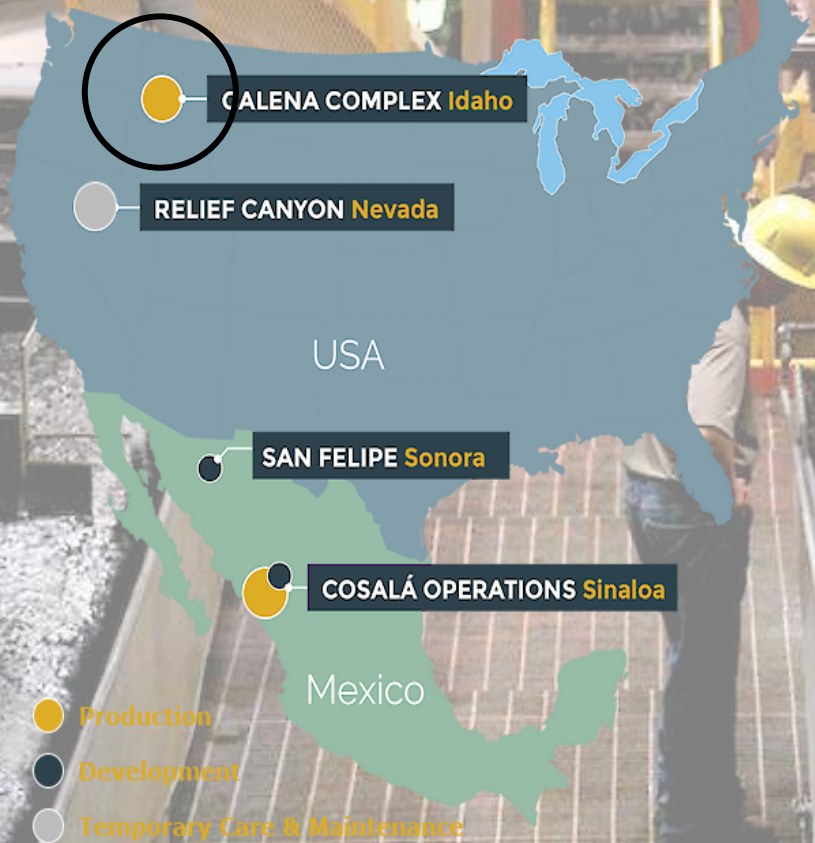 GALENA COMPLEX Idaho
RELIEF CANYON Nevada
USA
SAN FELIPE Sonora
COSALÁ OPERATIONS Sinaloa
Mexico
Production
Development
Temporary Care & Maintenance